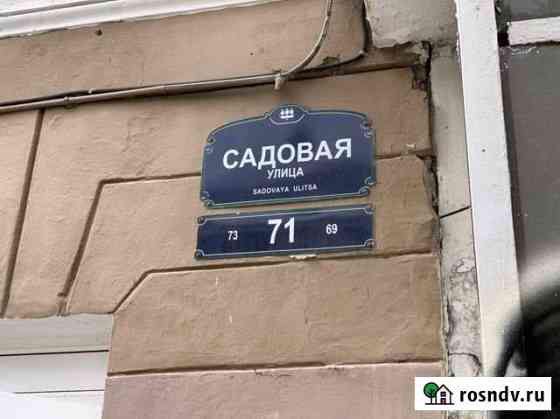 САДОВАЯ
УЛИЦА
SADOVAYA ULITSA
73 71 69
rosndv.ru